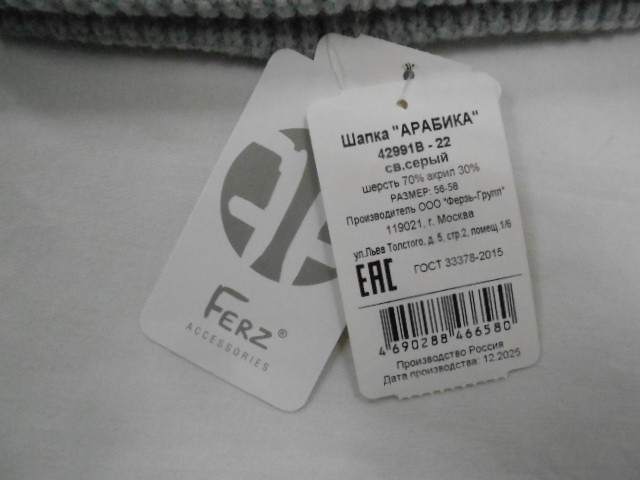 Шапка "АРАБИКА"
42991В - 22
св.серый
шерсть 70% акрил 30%
РАЗМЕР: 56-58
Производитель ООО "Ферзь-Групп"
119021, г. Москва
ул.Льва Толстого, д. 5, стр.2, помещ.1/6
ЕАС
ГОСТ 33378-2015
4 690288 466580
Производство Россия
Дата производства: 12.2025
FERZ®
ACCESSORIES